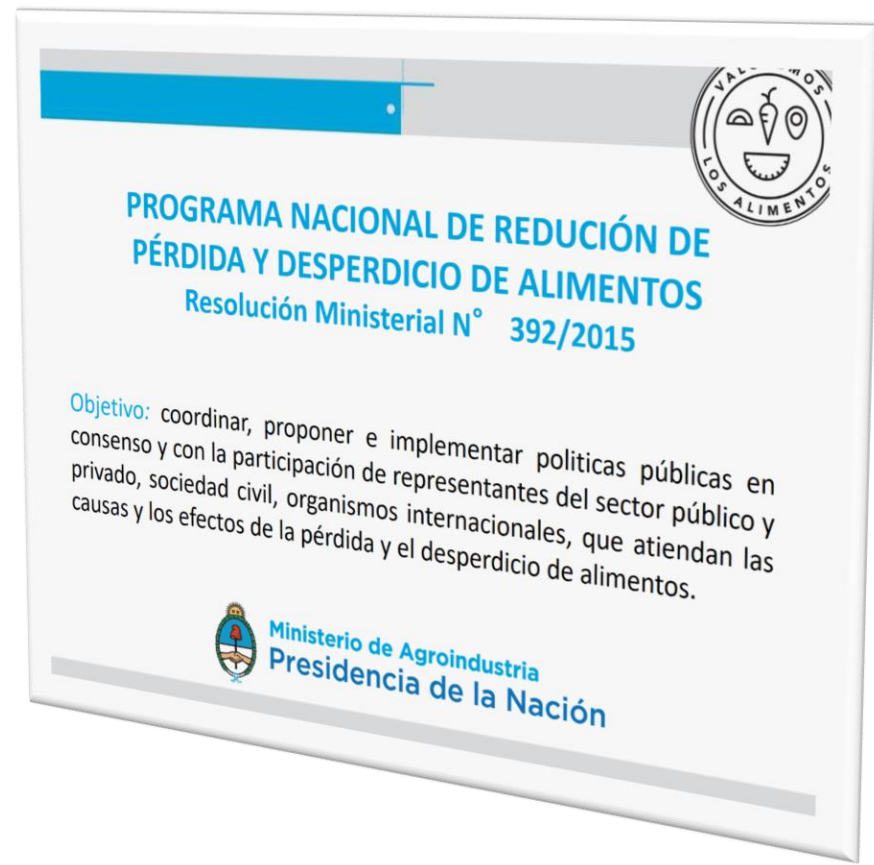 VALOREMOS
LOS ALIMENTOS
PROGRAMA NACIONAL DE REDUCIÓN DE
PÉRDIDA Y DESPERDICIO DE ALIMENTOS
Resolución Ministerial N° 392/2015
Objetivo: coordinar, proponer e implementar politicas públicas en
consenso y con la participación de representantes del sector público y
privado, sociedad civil, organismos internacionales, que atiendan las
causas y los efectos de la pérdida y el desperdicio de alimentos.
Ministerio de Agroindustria
Presidencia de la Nación